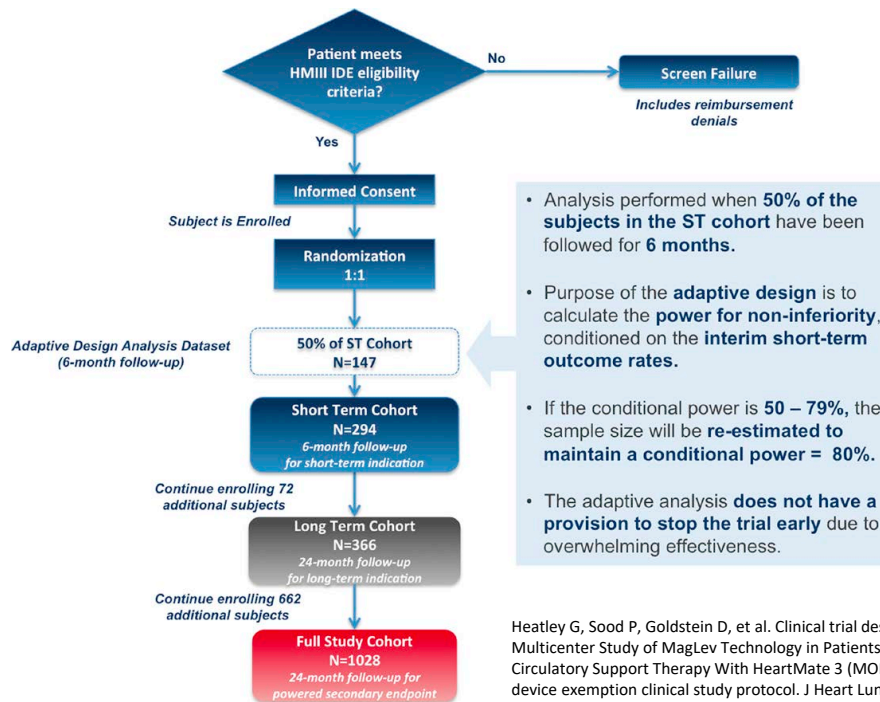 Patient meets
HMIII IDE eligibility
criteria?
No
Screen Failure
Includes reimbursement
denials
Yes
Informed Consent
Subject is Enrolled
Randomization
1:1
Adaptive Design Analysis Dataset
(6-month follow-up)
50% of ST Cohort
N=147
Short Term Cohort
N=294
6-month follow-up
for short-term indication
Continue enrolling 72
additional subjects
Long Term Cohort
N=366
24-month follow-up
for long-term indication
Continue enrolling 662
additional subjects
Full Study Cohort
N=1028
24-month follow-up for
powered secondary endpoint
• Analysis performed when 50% of the
subjects in the ST cohort have been
followed for 6 months.
• Purpose of the adaptive design is to
calculate the power for non-inferiority,
conditioned on the interim short-term
outcome rates.
• If the conditional power is 50 – 79%, the
sample size will be re-estimated to
maintain a conditional power = 80%.
• The adaptive analysis does not have a
provision to stop the trial early due to
overwhelming effectiveness.
Heatley G, Sood P, Goldstein D, et al. Clinical trial
Multicenter Study of MagLev Technology in Patients
Circulatory Support Therapy With HeartMate 3
device exemption clinical study protocol. J Heart